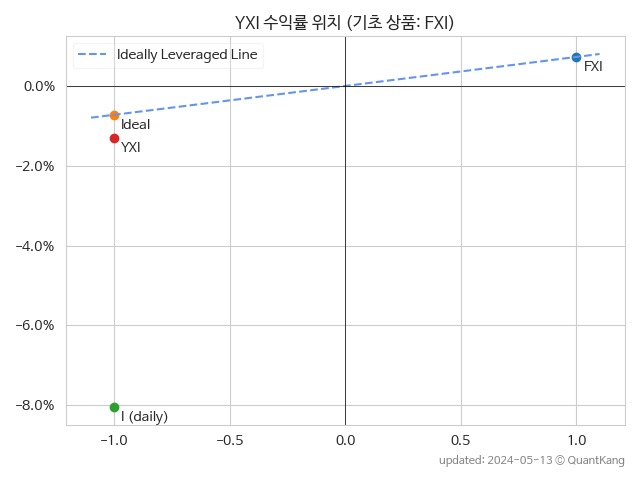 YXI 수익률 위치 (기초 상품: FXI)
Ideally Leveraged Line
FXI
0.0%
Ideal
YXI
-2.0%
-4.0%
-6.0%
-8.0%
I (daily)
-1.0
-0.5
0.0
0.5
1.0
updated: 2024-05-13 © QuantKang